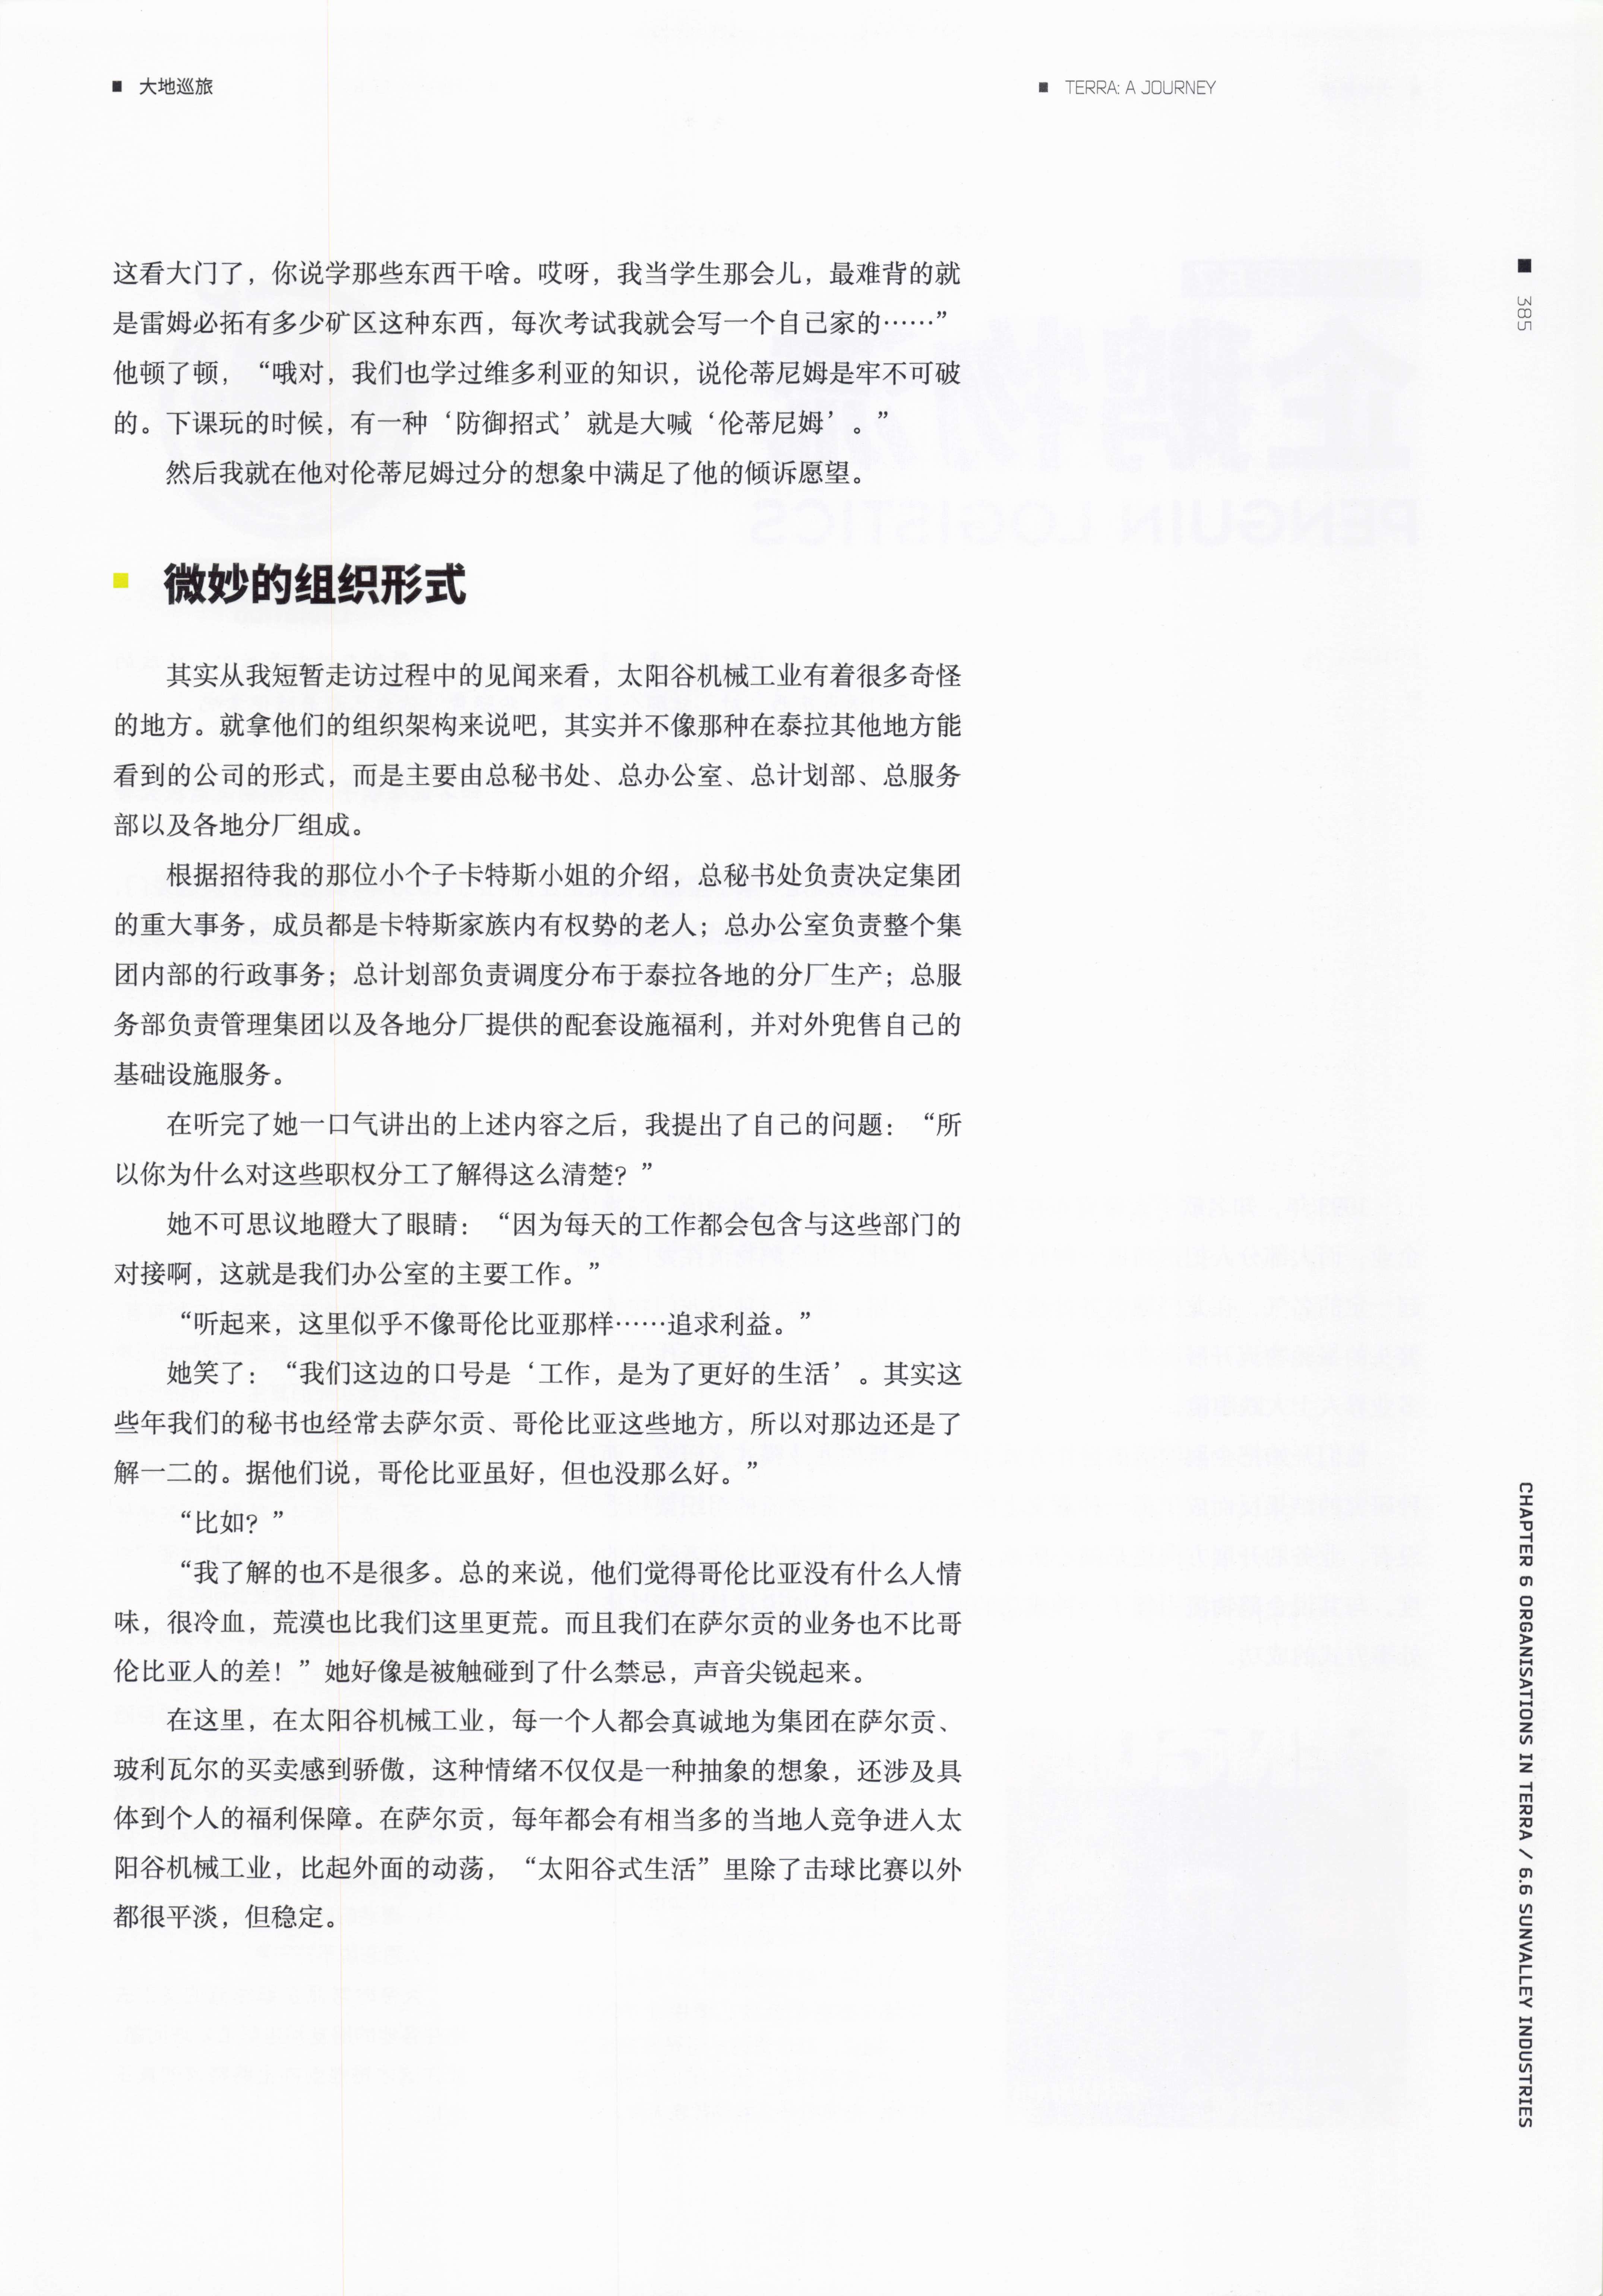 大地巡旅
TERRA: A JOURNEY
385
这看大门了，你说学那些东西干啥。哎呀，我当学生那会儿，最难背的就
是雷姆必拓有多少矿区这种东西，每次考试我就会写一个自己家的……”
他顿了顿，“哦对，我们也学过维多利亚的知识，说伦蒂尼姆是牢不可破
的。下课玩的时候，有一种‘防御招式’就是大喊‘伦蒂尼姆’。”
然后我就在他对伦蒂尼姆过分的想象中满足了他的倾诉愿望。
微妙的组织形式
其实从我短暂走访过程中的见闻来看，太阳谷机械工业有着很多奇怪
的地方。就拿他们的组织架构来说吧，其实并不像那种在泰拉其他地方能
看到的公司的形式，而是主要由总秘书处、总办公室、总计划部、总服务
部以及各地分厂组成。
根据招待我的那位小个子卡特斯小姐的介绍，总秘书处负责决定集团
的重大事务，成员都是卡特斯家族内有权势的老人；总办公室负责整个集
团内部的行政事务；总计划部负责调度分布于泰拉各地的分厂生产；总服
务部负责管理集团以及各地分厂提供的配套设施福利，并对外兜售自己的
基础设施服务。
在听完了她一口气讲出的上述内容之后，我提出了自己的问题：“所
以你为什么对这些职权分工了解得这么清楚？”
她不可思议地瞪大了眼睛：“因为每天的工作都会包含与这些部门的
对接啊，这就是我们办公室的主要工作。”
“听起来，这里似乎不像哥伦比亚那样……追求利益。”
她笑了：“我们这边的口号是‘工作，是为了更好的生活’。其实这
些年我们的秘书也经常去萨尔贡、哥伦比亚这些地方，所以对那边还是了
解一二的。据他们说，哥伦比亚虽好，但也没那么好。”
“比如？”
“我了解的也不是很多。总的来说，他们觉得哥伦比亚没有什么人情
味，很冷血，荒漠也比我们这里更荒。而且我们在萨尔贡的业务也不比哥
伦比亚人的差！”她好像是被触碰到了什么禁忌，声音尖锐起来。
在这里，在太阳谷机械工业，每一个人都会真诚地为集团在萨尔贡、
玻利瓦尔的买卖感到骄傲，这种情绪不仅仅是一种抽象的想象，还涉及具
体到个人的福利保障。在萨尔贡，每年都会有相当多的当地人竞争进入太
阳谷机械工业，比起外面的动荡，“太阳谷式生活”里除了击球比赛以外
都很平淡，但稳定。
CHAPTER 6 ORGANISATIONS IN TERRA / 6.6 SUNVALLEY INDUSTRIES